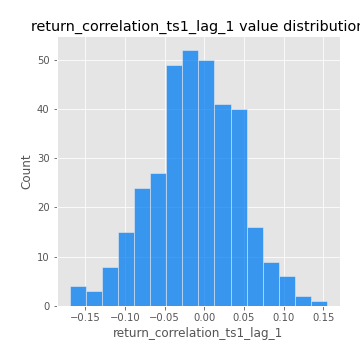 return_correlation_ts1_lag_1 value distribution
50
40
30
20
10
0
Count
−0.15 −0.10 −0.05 0.00 0.05 0.10 0.15
return_correlation_ts1_lag_1